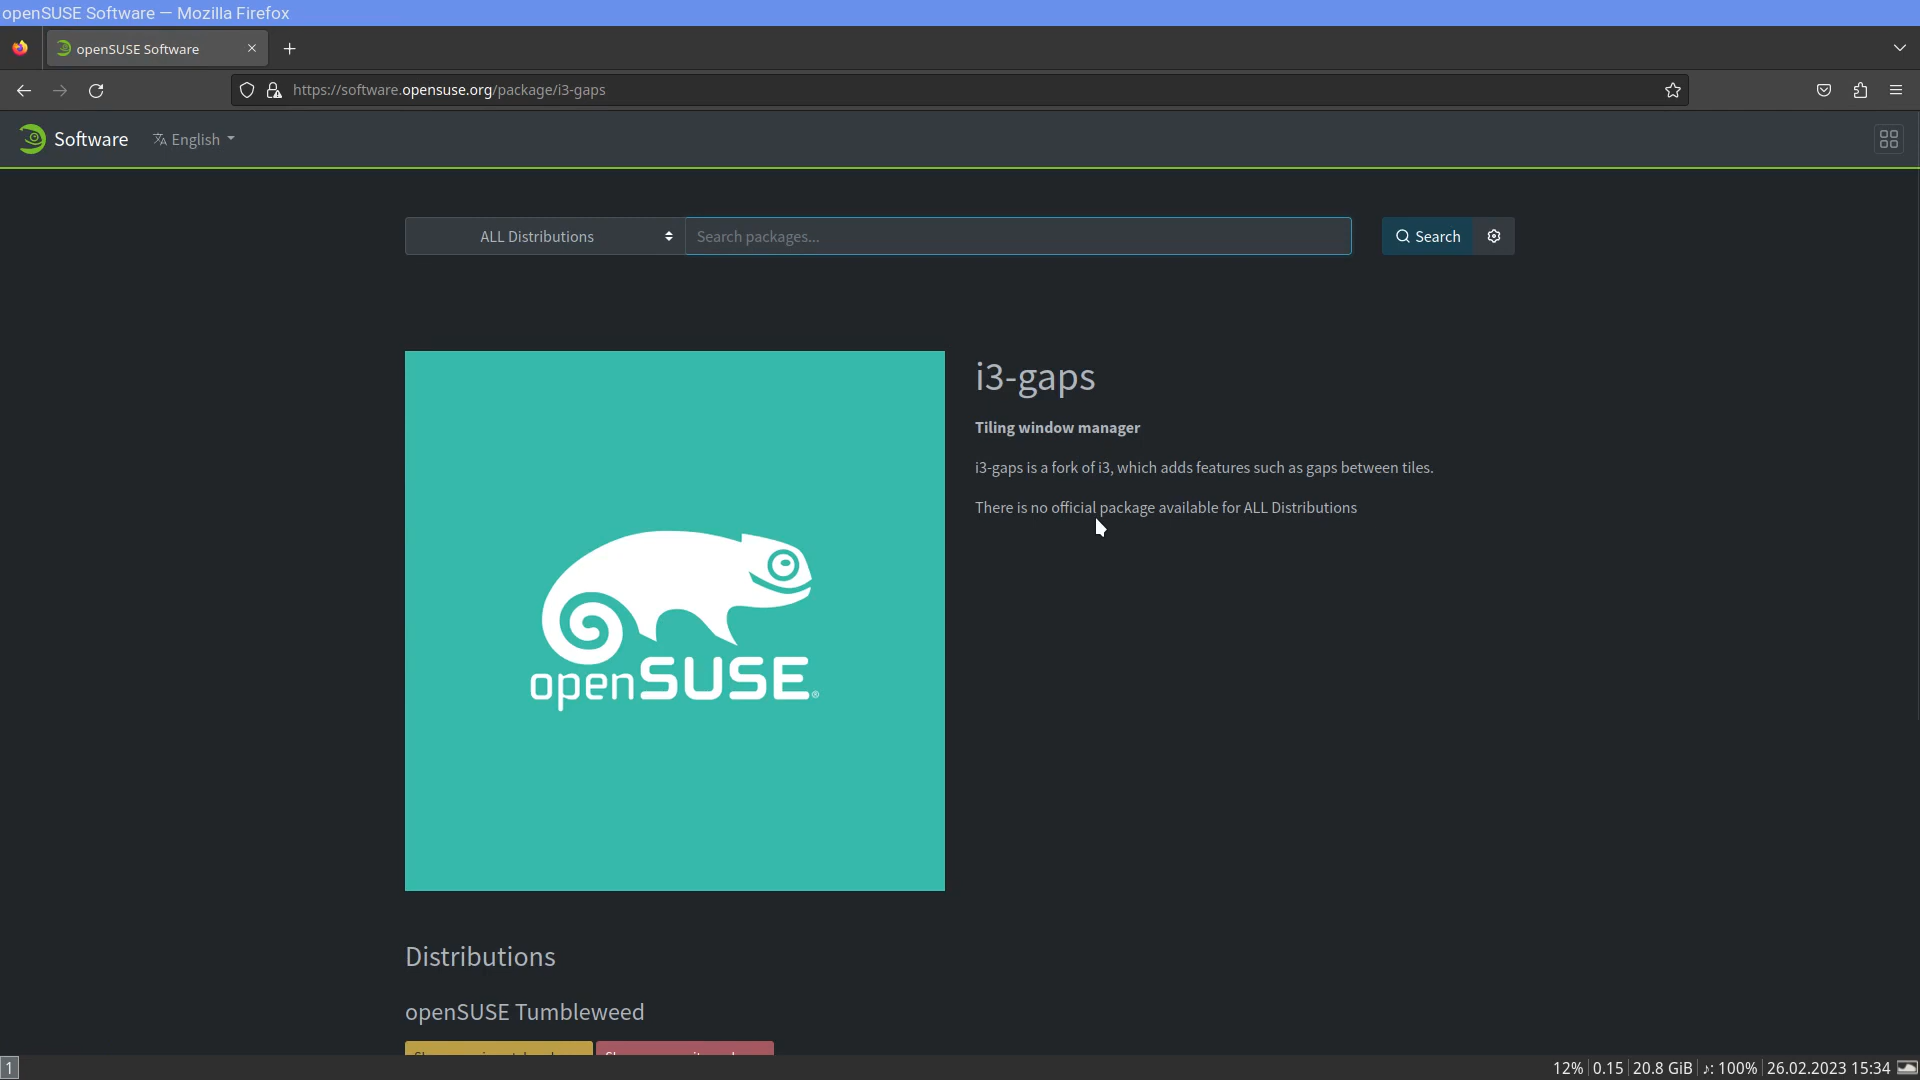 openSUSE Software — Mozilla Firefox
openSUSE Software
https://software.opensuse.org/package/i3-gaps
Software
English
ALL Distributions
Search packages...
Search
i3-gaps
Tiling window manager
i3-gaps is a fork of i3, which adds features such as gaps between tiles.
There is no official package available for ALL Distributions
openSUSE®
Distributions
openSUSE Tumbleweed
1
12% 0.15 20.8 GiB ♪: 100% 26.02.2023 15:34